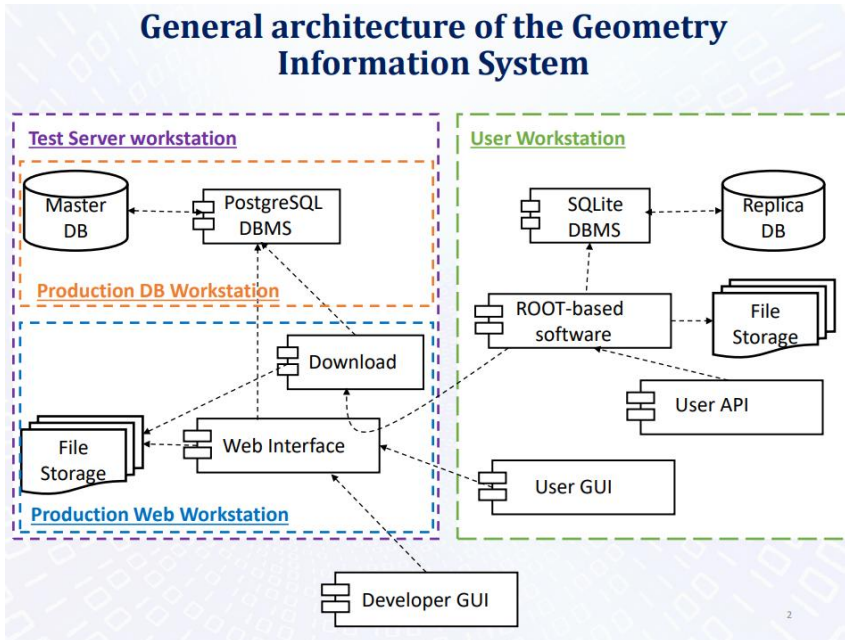 General architecture of the Geometry
Information System
Test Server workstation
Master
DB
PostgreSQL
DBMS
Production DB Workstation
Download
Web Interface
File
Storage
Production Web Workstation
User Workstation
SQLite
DBMS
Replica
DB
ROOT-based
software
File
Storage
User API
User GUI
Developer GUI
2